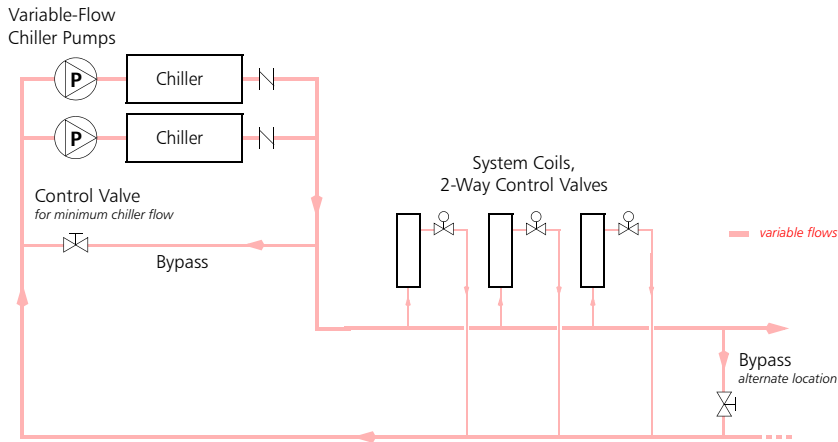 Variable-Flow
Chiller Pumps
P
Chiller
P
Chiller
System Coils,
2-Way Control Valves
Control Valve
for minimum chiller flow
variable flows
Bypass
Bypass
alternate location